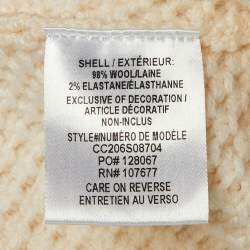 SHELL / EXTÉRIEUR:
98% WOOL/LAINE
2% ELASTANE/ÉLASTHANNE
EXCLUSIVE OF DECORATION /
ARTICLE DÉCORATIF
NON-INCLUS
STYLE#/NUMÉRO DE MODÈLE
CC206S08704
PO# 128067
RN# 107677
CARE ON REVERSE
ENTRETIEN AU VERSO